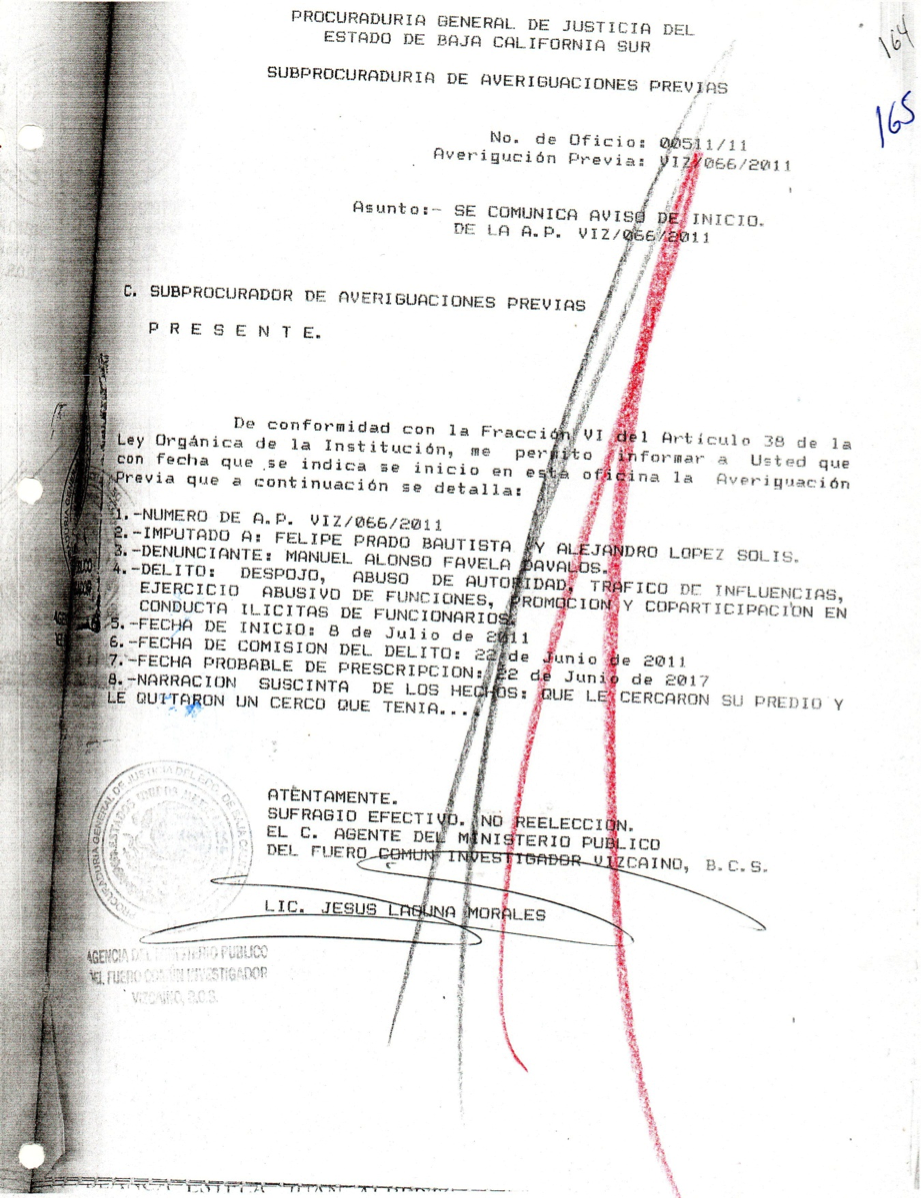 164
165
PROCURADURIA GENERAL DE JUSTICIA DEL
ESTADO DE BAJA CALIFORNIA SUR
SUBPROCURADURIA DE AVERIGUACIONES PREVIAS
No. de Oficio: 00511/11
Averigución Previa: VIZ/066/2011
Asunto:- SE COMUNICA AVISO DE INICIO.
DE LA A.P. VIZ/066/2011
C. SUBPROCURADOR DE AVERIGUACIONES PREVIAS
P R E S E N T E.
De conformidad con la Fracción VI del Artículo 38 de la
Ley Orgánica de la Institución, me permito informar a Usted que
con fecha que se indica se inicio en esta oficina la Averiguación
Previa que a continuación se detalla:
1.-NUMERO DE A.P. VIZ/066/2011
2.-IMPUTADO A: FELIPE PRADO BAUTISTA Y ALEJANDRO LOPEZ SOLIS.
3.-DENUNCIANTE: MANUEL ALONSO FAVELA DAVALOS.
4.-DELITO: DESPOJO, ABUSO DE AUTORIDAD, TRAFICO DE INFLUENCIAS,
EJERCICIO ABUSIVO DE FUNCIONES, PROMOCION Y COPARTICIPACION EN
CONDUCTA ILICITAS DE FUNCIONARIOS.
5.-FECHA DE INICIO: 8 de Julio de 2011
6.-FECHA DE COMISION DEL DELITO: 22 de Junio de 2011
7.-FECHA PROBABLE DE PRESCRIPCION: 22 de Junio de 2017
8.-NARRACION SUSCINTA DE LOS HECHOS: QUE LE CERCARON SU PREDIO Y
LE QUITARON UN CERCO QUE TENIA...
ATENTAMENTE.
SUFRAGIO EFECTIVO. NO REELECCION.
EL C. AGENTE DEL MINISTERIO PUBLICO
DEL FUERO COMUN INVESTIGADOR VIZCAINO, B.C.S.
LIC. JESUS LAGUNA MORALES
PROCURADURIA GENERAL DE JUSTICIA DEL EDO. DE BAJA
ESTADOS UNIDOS
AGENCIA DEL MINISTERIO PUBLICO
DEL FUERO COMUN INVESTIGADOR
VIZCAINO, B.C.S.